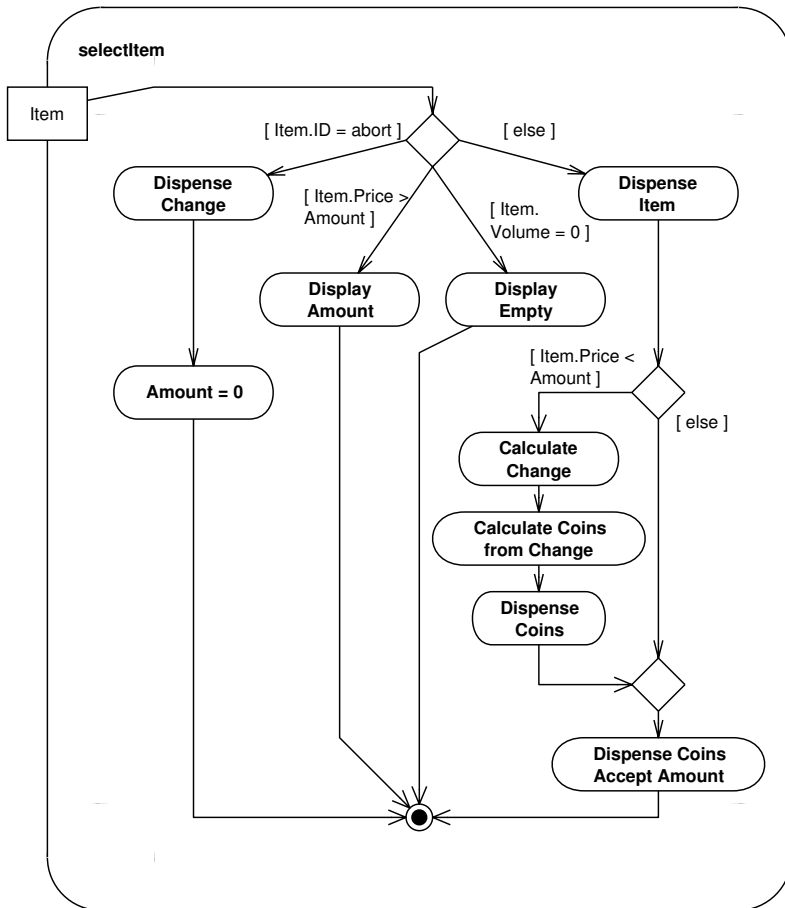 selectItem
Item
[ Item.ID = abort ]
[ else ]
Dispense
Change
[ Item.Price >
Amount ]
[ Item.
Volume = 0 ]
Dispense
Item
Display
Amount
Display
Empty
Amount = 0
[ Item.Price <
Amount ]
[ else ]
Calculate
Change
Calculate Coins
from Change
Dispense
Coins
Dispense Coins
Accept Amount